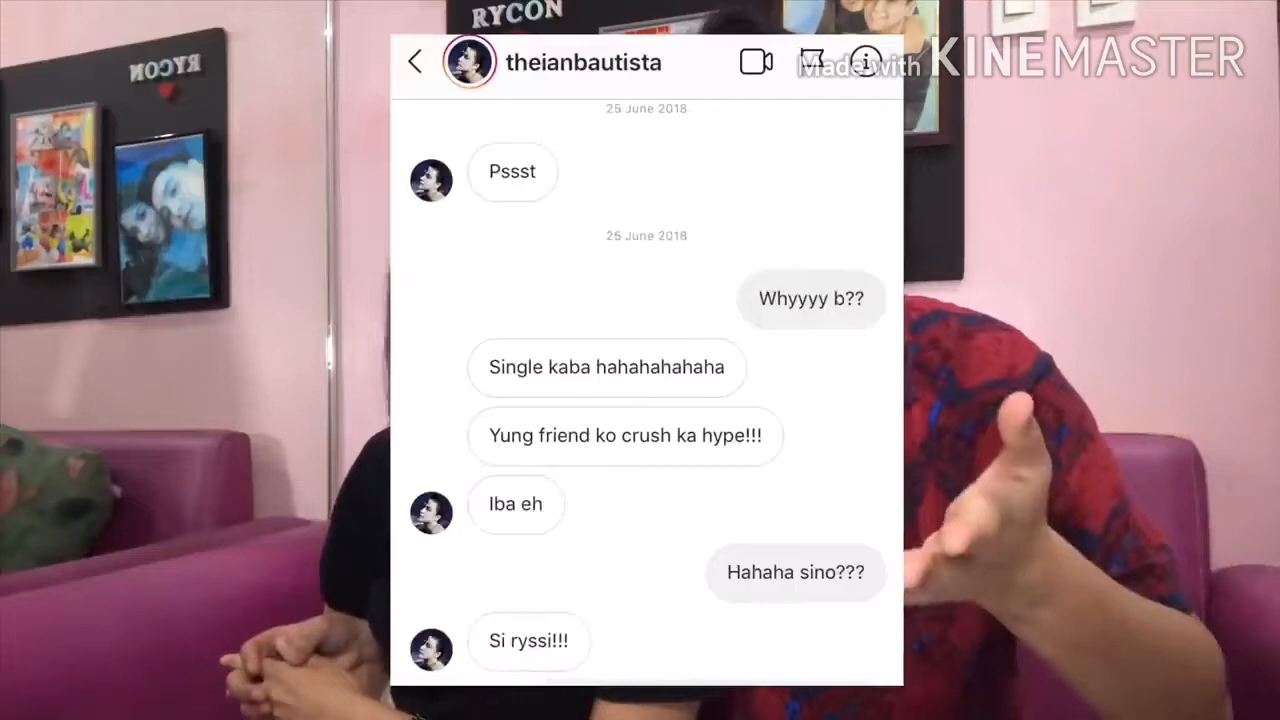 RYCON
RYCON
theianbautista
Made with KINEMASTER
25 June 2018
Pssst
25 June 2018
Whyyyy b??
Single kaba hahahahahaha
Yung friend ko crush ka hype!!!
Iba eh
Hahaha sino???
Si ryssi!!!